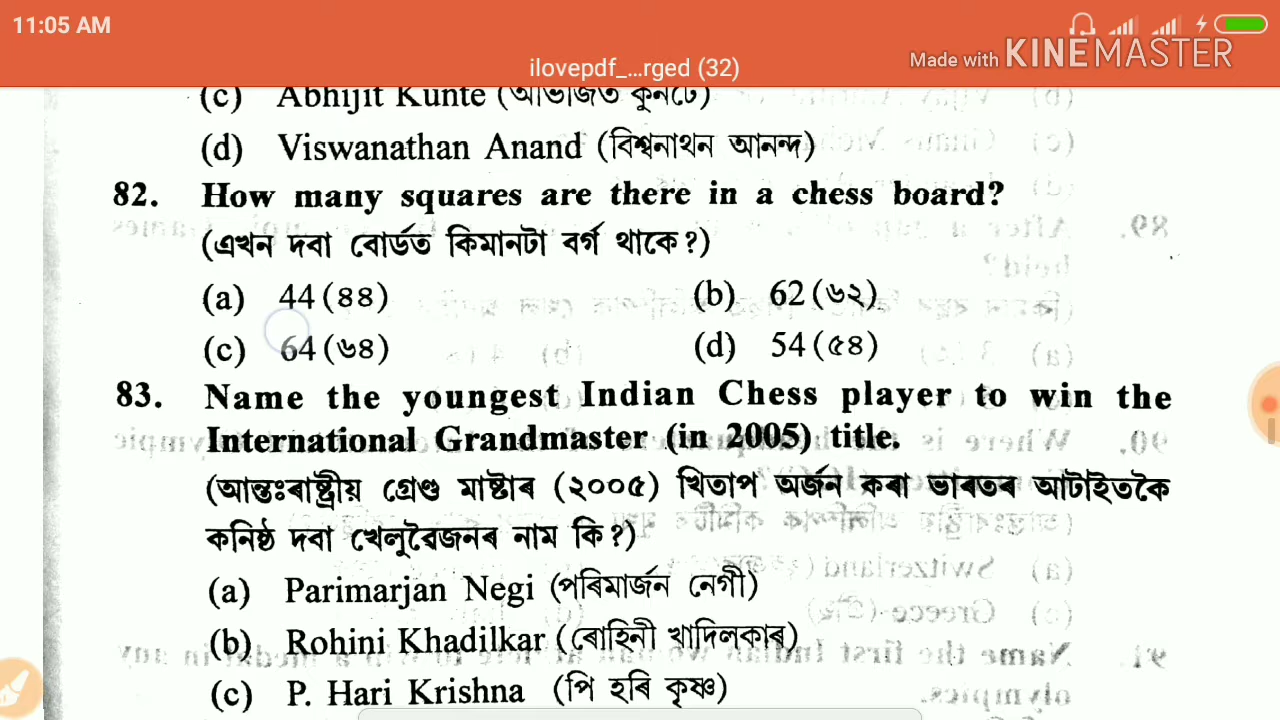 11:05 AM
ilovepdf_...rged (32)
Made with KINEMASTER
(c) Abhijit Kunte (অভিজিত কুনটে)
(d) Viswanathan Anand (বিশ্বনাথন আনন্দ)
82. How many squares are there in a chess board?
(এখন দবা বোৰ্ডত কিমানটা বৰ্গ থাকে?)
(a) 44 (৪৪) (b) 62 (৬২)
(c) 64 (৬৪) (d) 54 (৫৪)
83. Name the youngest Indian Chess player to win the
International Grandmaster (in 2005) title.
(আন্তঃৰাষ্ট্ৰীয় গ্ৰেণ্ড মাষ্টাৰ (২০০৫) খিতাপ অৰ্জন কৰা ভাৰতৰ আটাইতকৈ
কনিষ্ঠ দবা খেলুৱৈজনৰ নাম কি?)
(a) Parimarjan Negi (পৰিমাৰ্জন নেগী)
(b) Rohini Khadilkar (ৰোহিনী খাদিলকাৰ)
(c) P. Hari Krishna (পি হৰি কৃষ্ণ)